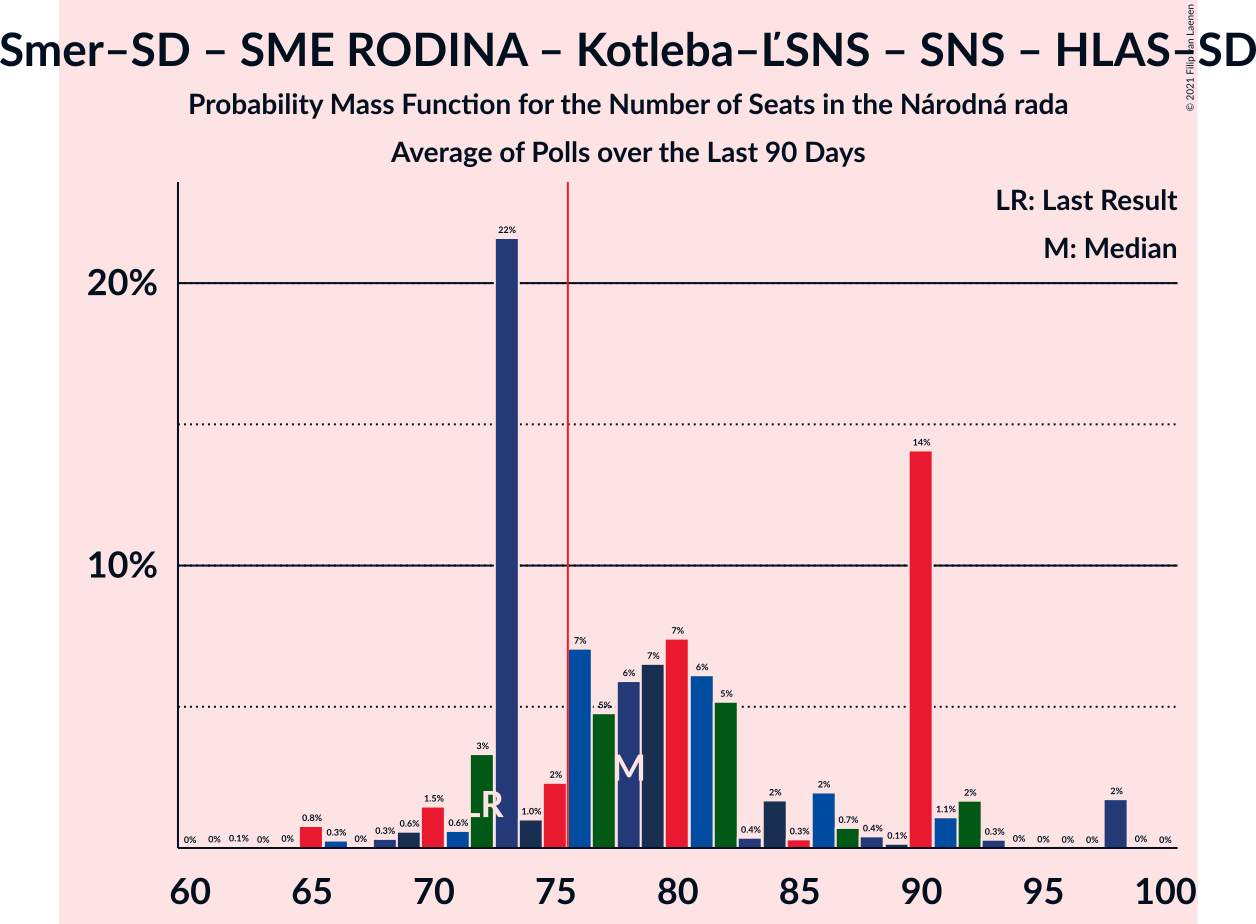 Smer–SD – SME RODINA – Kotleba–ĽSNS – SNS – HLAS–SD
© 2021 Filip van Laenen
Probability Mass Function for the Number of Seats in the Národná rada
Average of Polls over the Last 90 Days
LR: Last Result
M: Median
22%
20%
14%
10%
7% 5% 6% 7% 7% 6% 5%
3% 2% 2% 2% 2% 2%
0% 0% 0.1% 0% 0% 0.8% 0.3% 0% 0.3% 0.6% 1.5% 0.6% 1.0% 0.4% 0.3% 0.7% 0.4% 0.1% 1.1% 0.3% 0% 0% 0% 0% 0% 0%
LR M
60 65 70 75 80 85 90 95 100